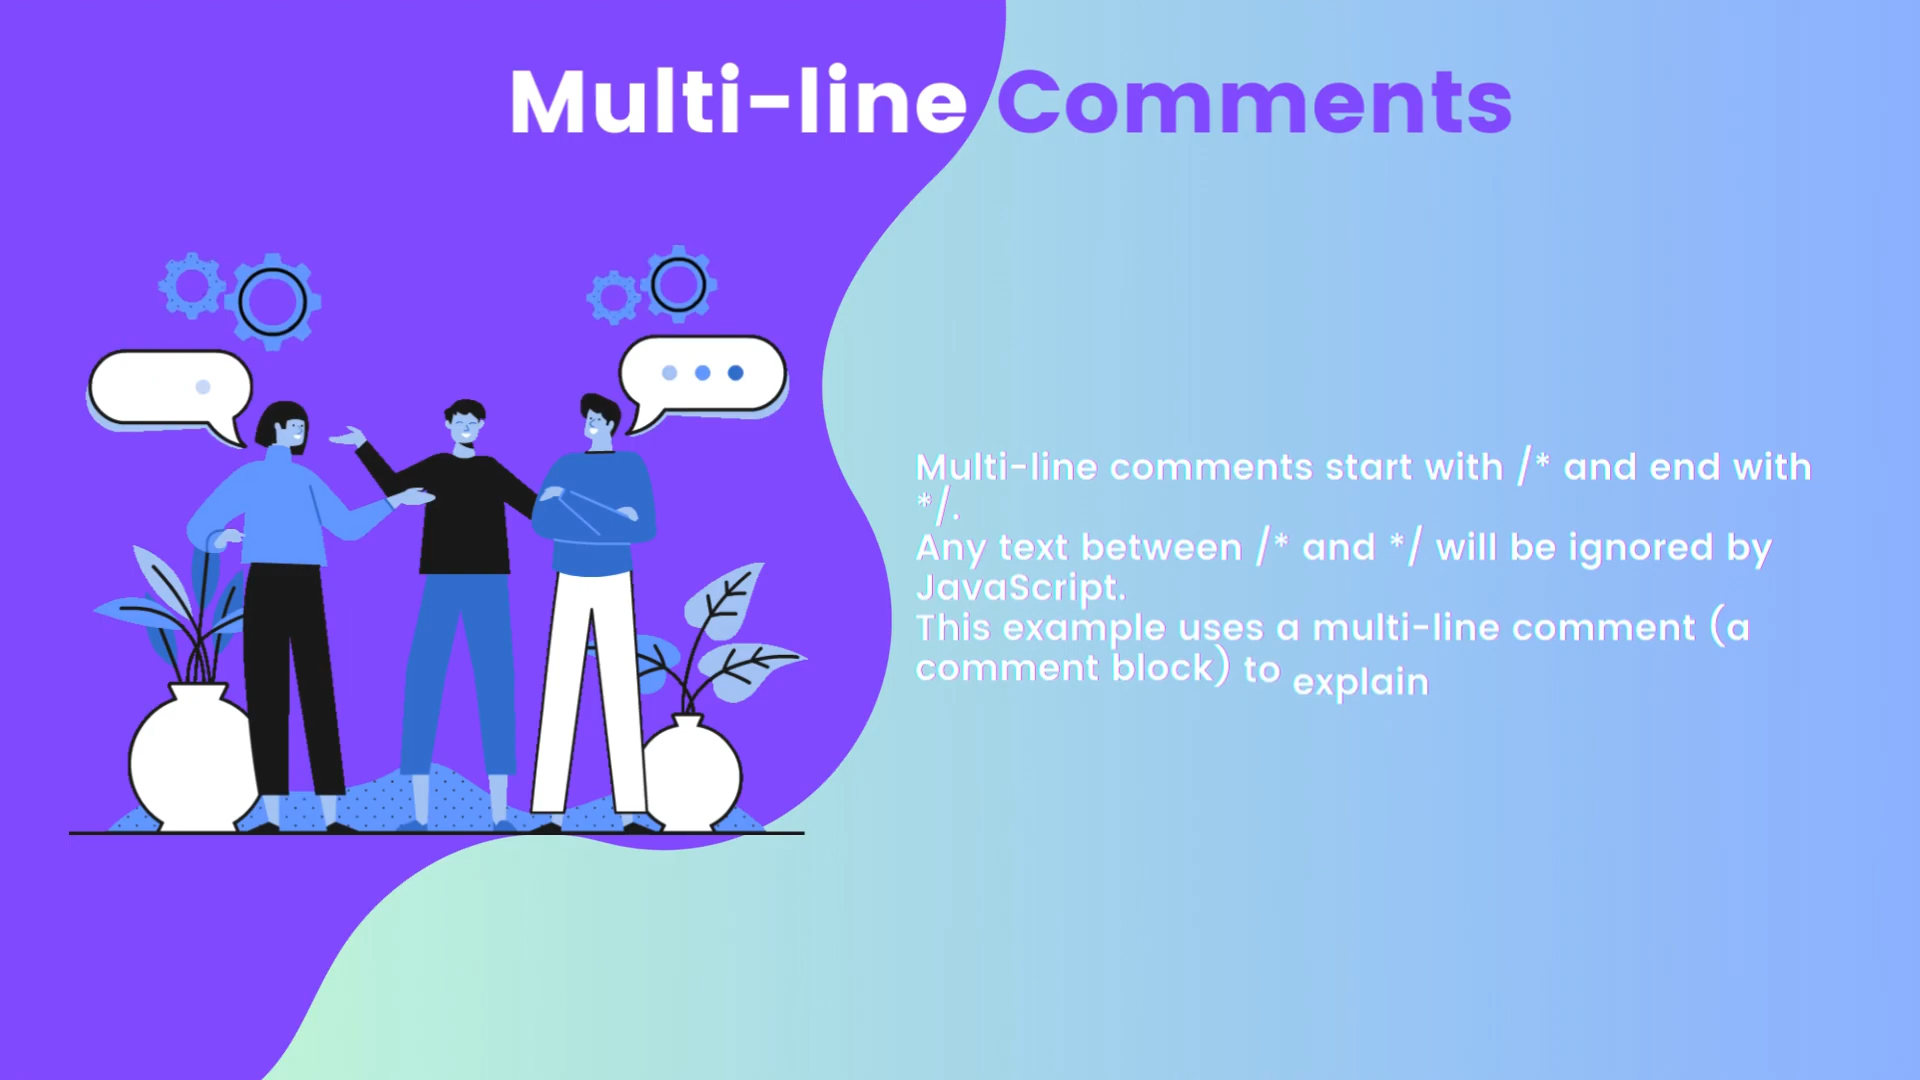 Multi-line Comments
Multi-line comments start with /* and end with
*/.
Any text between /* and */ will be ignored by
JavaScript.
This example uses a multi-line comment (a
comment block) to explain